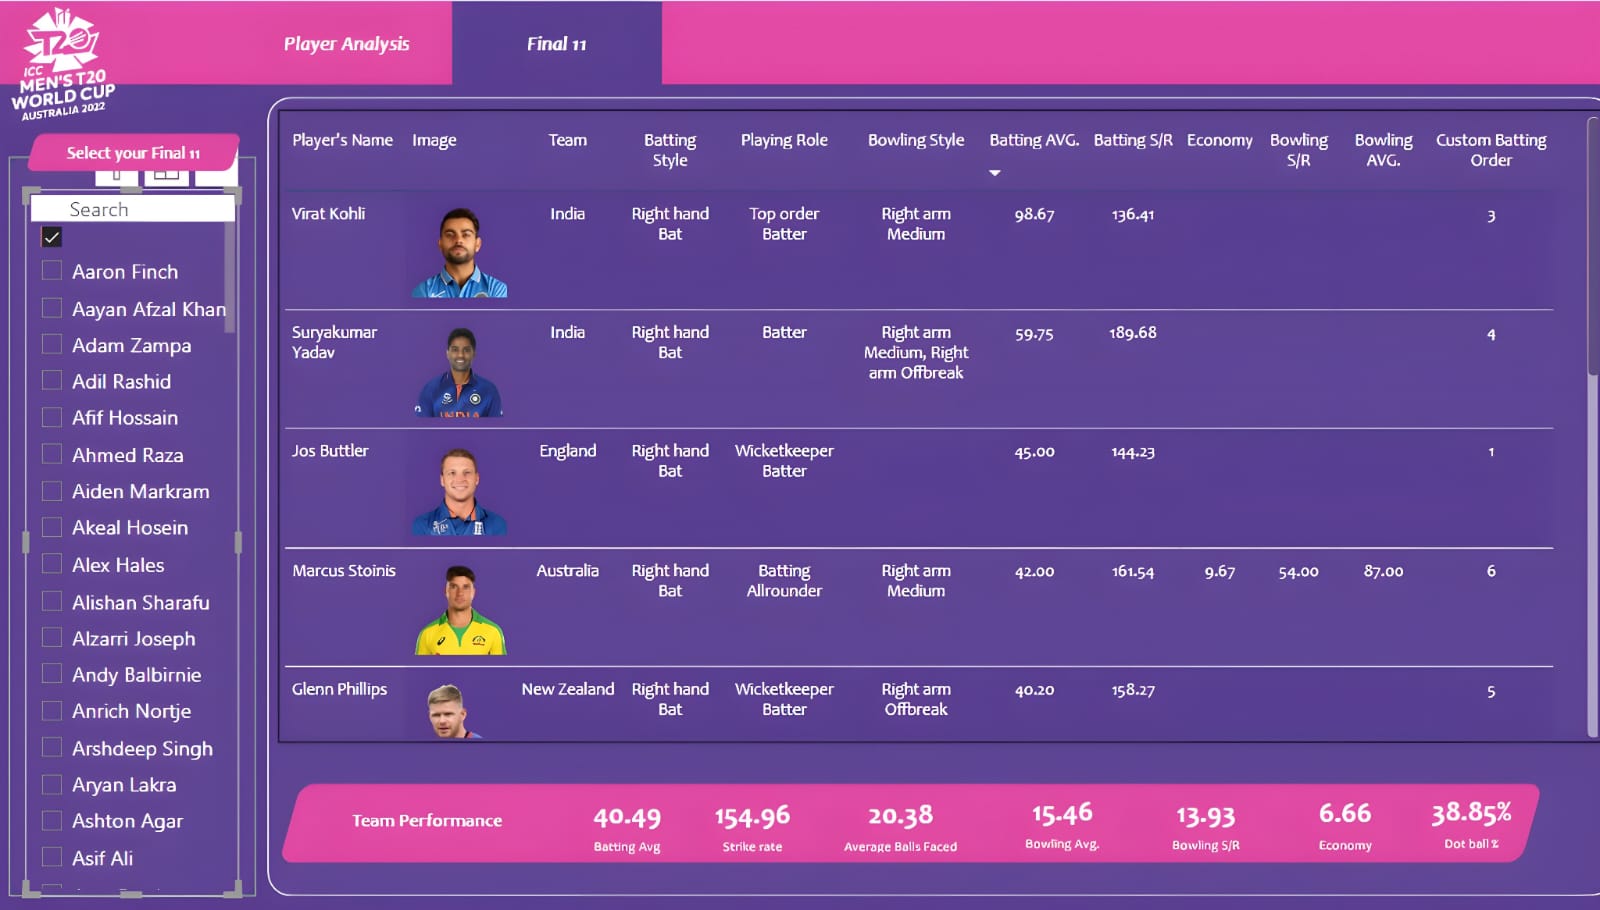 ICC
MEN'S T20
WORLD CUP
AUSTRALIA 2022
Player Analysis
Final 11
Select your Final 11
Search
Aaron Finch
Aayan Afzal Khan
Adam Zampa
Adil Rashid
Afif Hossain
Ahmed Raza
Aiden Markram
Akeal Hosein
Alex Hales
Alishan Sharafu
Alzarri Joseph
Andy Balbirnie
Anrich Nortje
Arshdeep Singh
Aryan Lakra
Ashton Agar
Asif Ali
Player's Name Image Team Batting Style Playing Role Bowling Style Batting AVG. Batting S/R Economy Bowling S/R Bowling AVG. Custom Batting Order
Virat Kohli India Right hand Bat Top order Batter Right arm Medium 98.67 136.41 3
Suryakumar Yadav India Right hand Bat Batter Right arm Medium, Right arm Offbreak 59.75 189.68 4
Jos Buttler England Right hand Bat Wicketkeeper Batter 45.00 144.23 1
Marcus Stoinis Australia Right hand Bat Batting Allrounder Right arm Medium 42.00 161.54 9.67 54.00 87.00 6
Glenn Phillips New Zealand Right hand Bat Wicketkeeper Batter Right arm Offbreak 40.20 158.27 5
Team Performance
40.49 154.96 20.38 15.46 13.93 6.66 38.85%
Batting Avg Strike rate Average Balls Faced Bowling Avg. Bowling S/R Economy Dot ball %